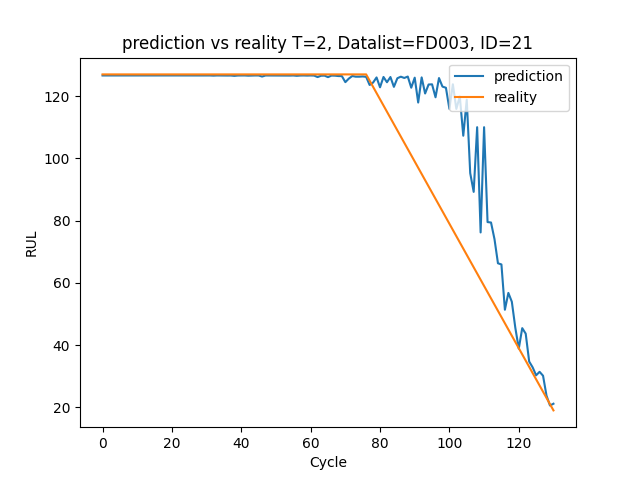 prediction vs reality T=2, Datalist=FD003, ID=21
prediction
reality
RUL
120
100
80
60
40
20
0 20 40 60 80 100 120
Cycle